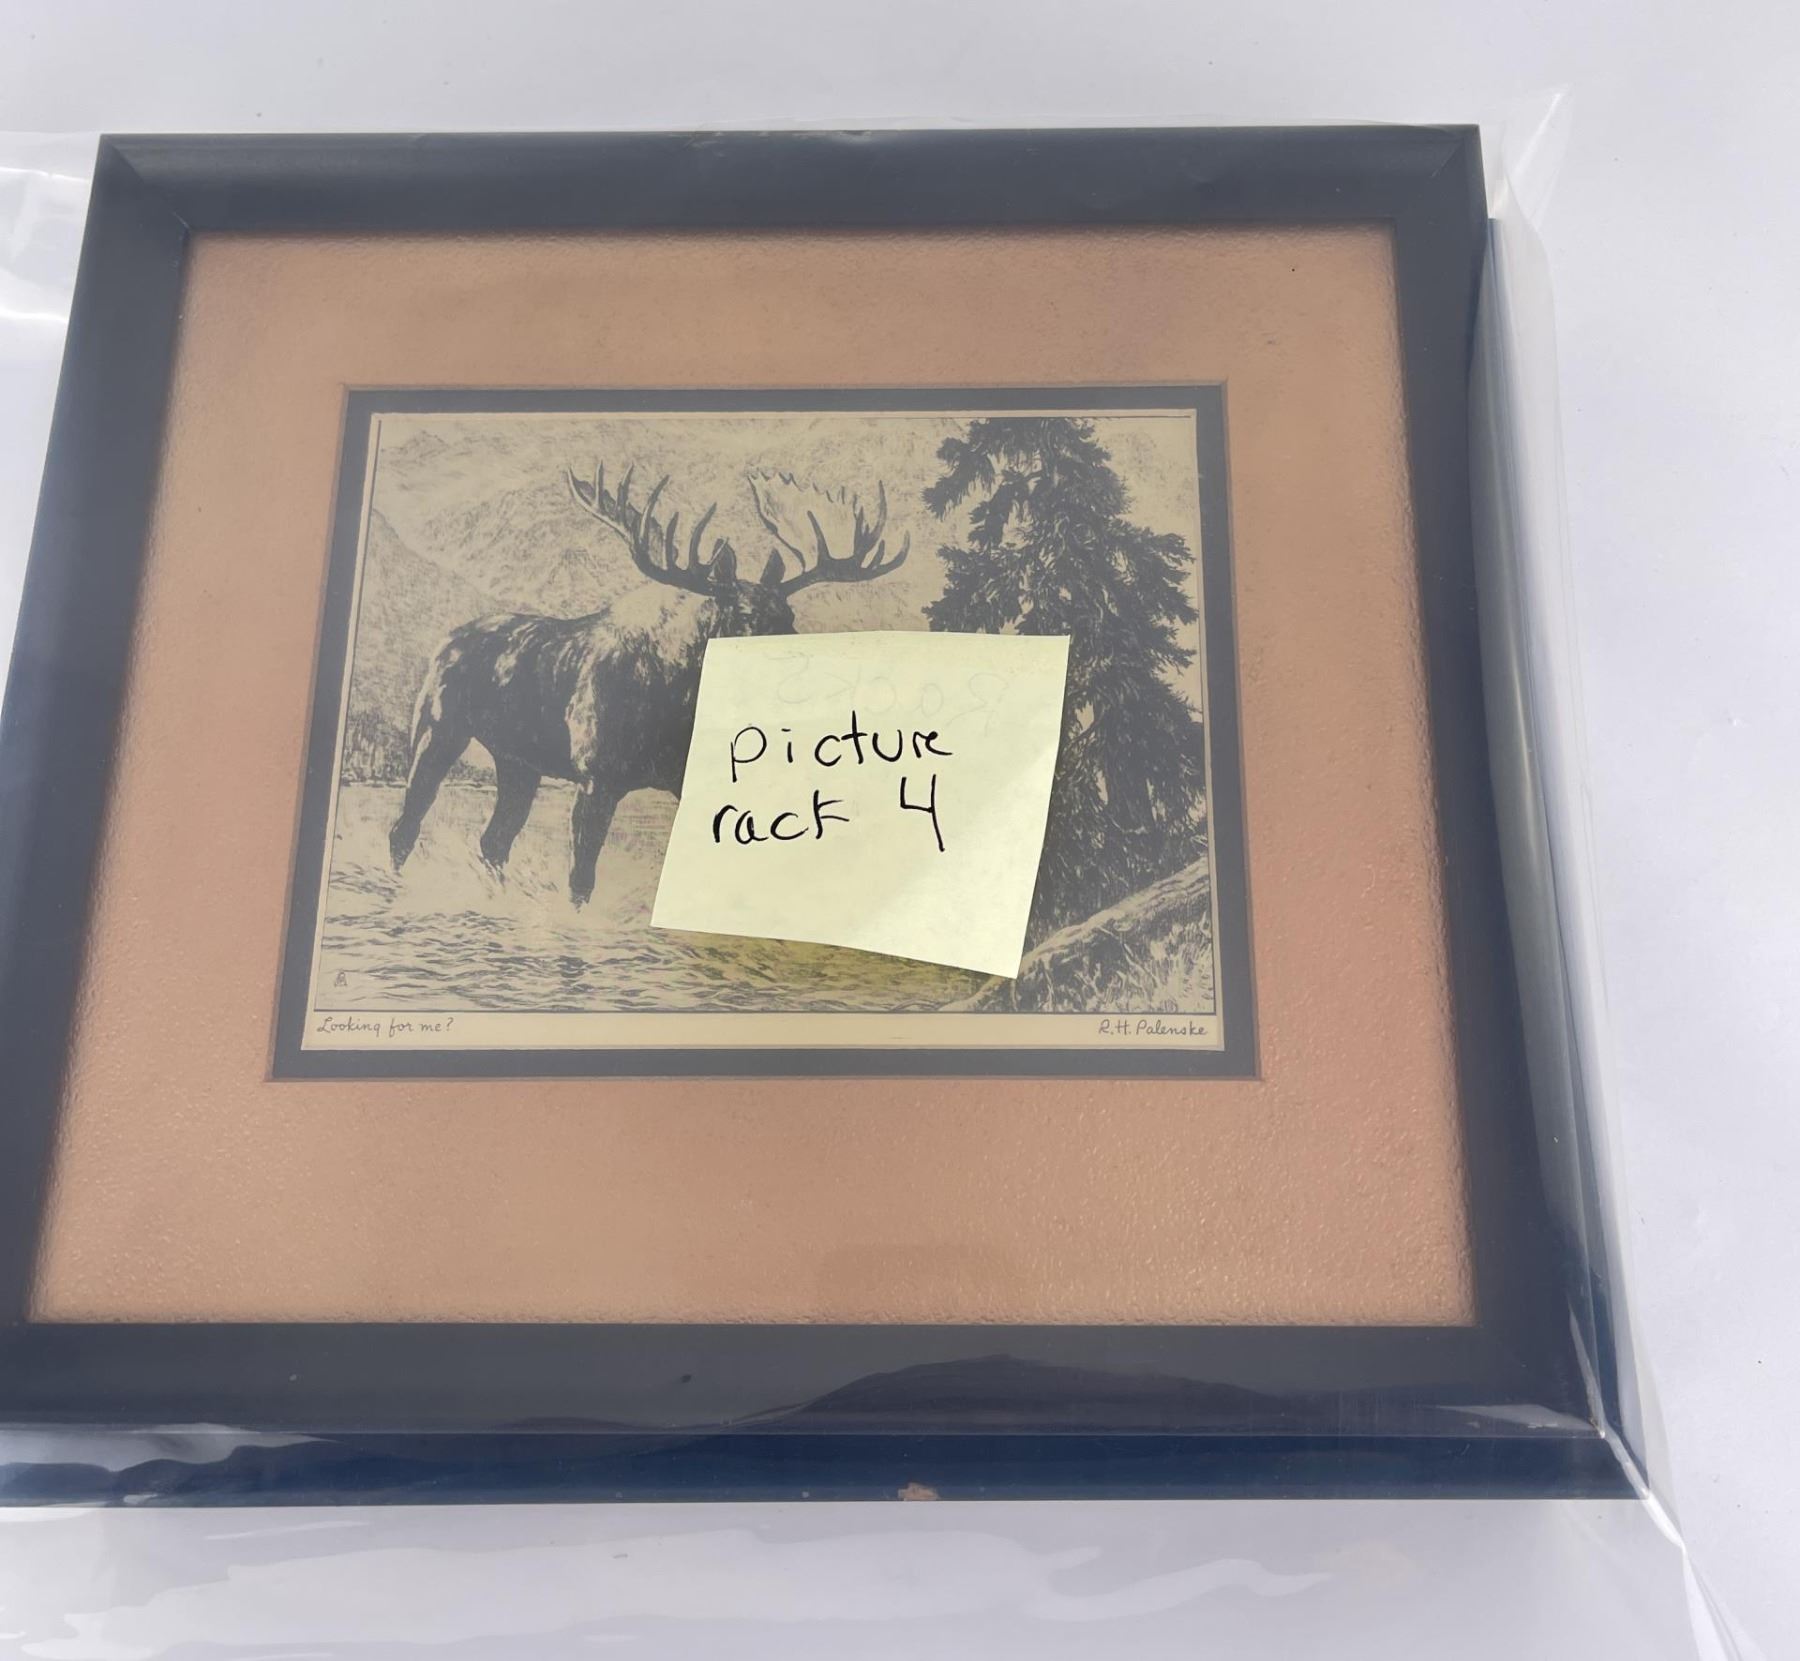 picture
rack 4
Looking for me?
R.H. Palenske